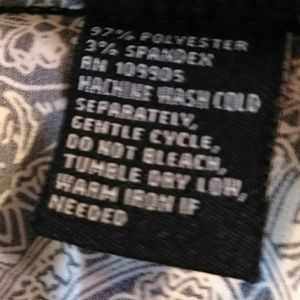 97% POLYESTER
3% SPANDEX
RN 109905
MACHINE WASH COLD
SEPARATELY,
GENTLE CYCLE,
DO NOT BLEACH,
TUMBLE DRY LOW,
WARM IRON IF
NEEDED